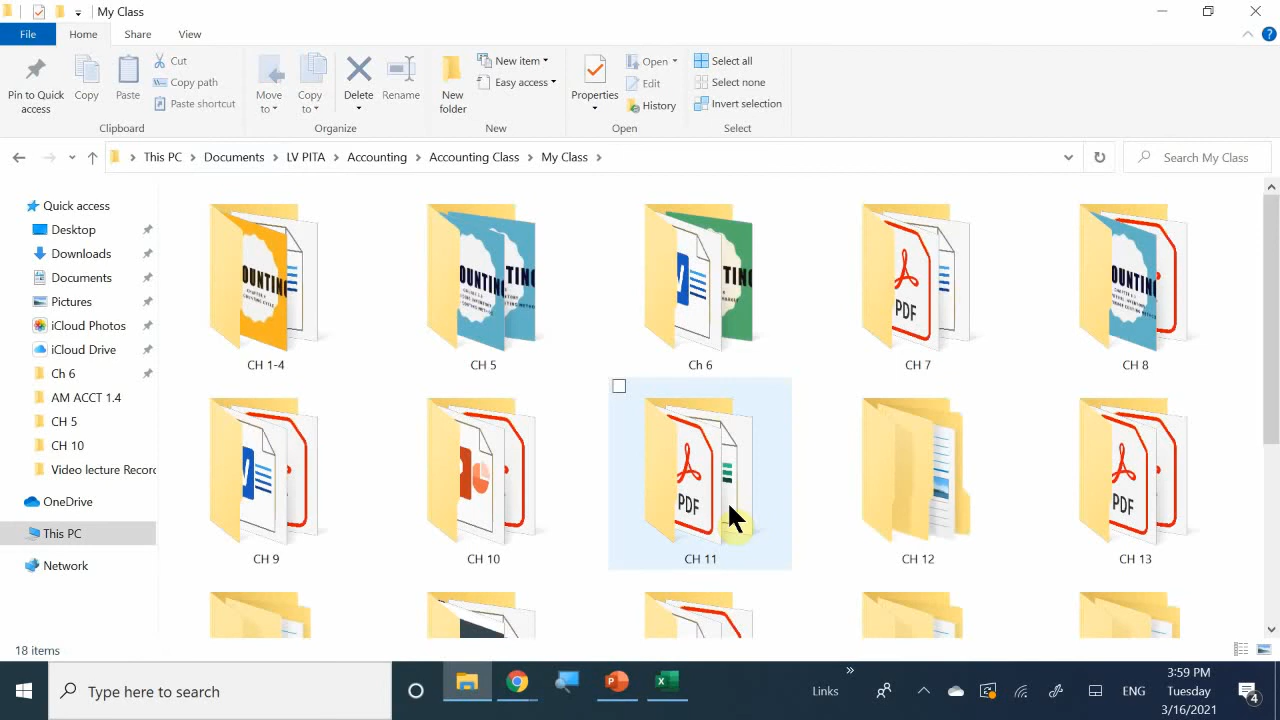 My Class
File Home Share View
Pin to Quick access
Copy
Paste
Cut
Copy path
Paste shortcut
Clipboard
Move to
Copy to
Delete
Rename
Organize
New folder
New item
Easy access
New
Properties
Open
Edit
History
Open
Select all
Select none
Invert selection
Select
This PC > Documents > LV PITA > Accounting > Accounting Class > My Class >
Search My Class
Quick access
Desktop
Downloads
Documents
Pictures
iCloud Photos
iCloud Drive
Ch 6
AM ACCT 1.4
CH 5
CH 10
Video lecture Recor
OneDrive
This PC
Network
CH 1-4
CH 5
Ch 6
PDF
CH 7
CH 8
CH 9
CH 10
PDF
CH 11
CH 12
PDF
CH 13
18 items
Type here to search
Links
ENG
3:59 PM
Tuesday
3/16/2021
4